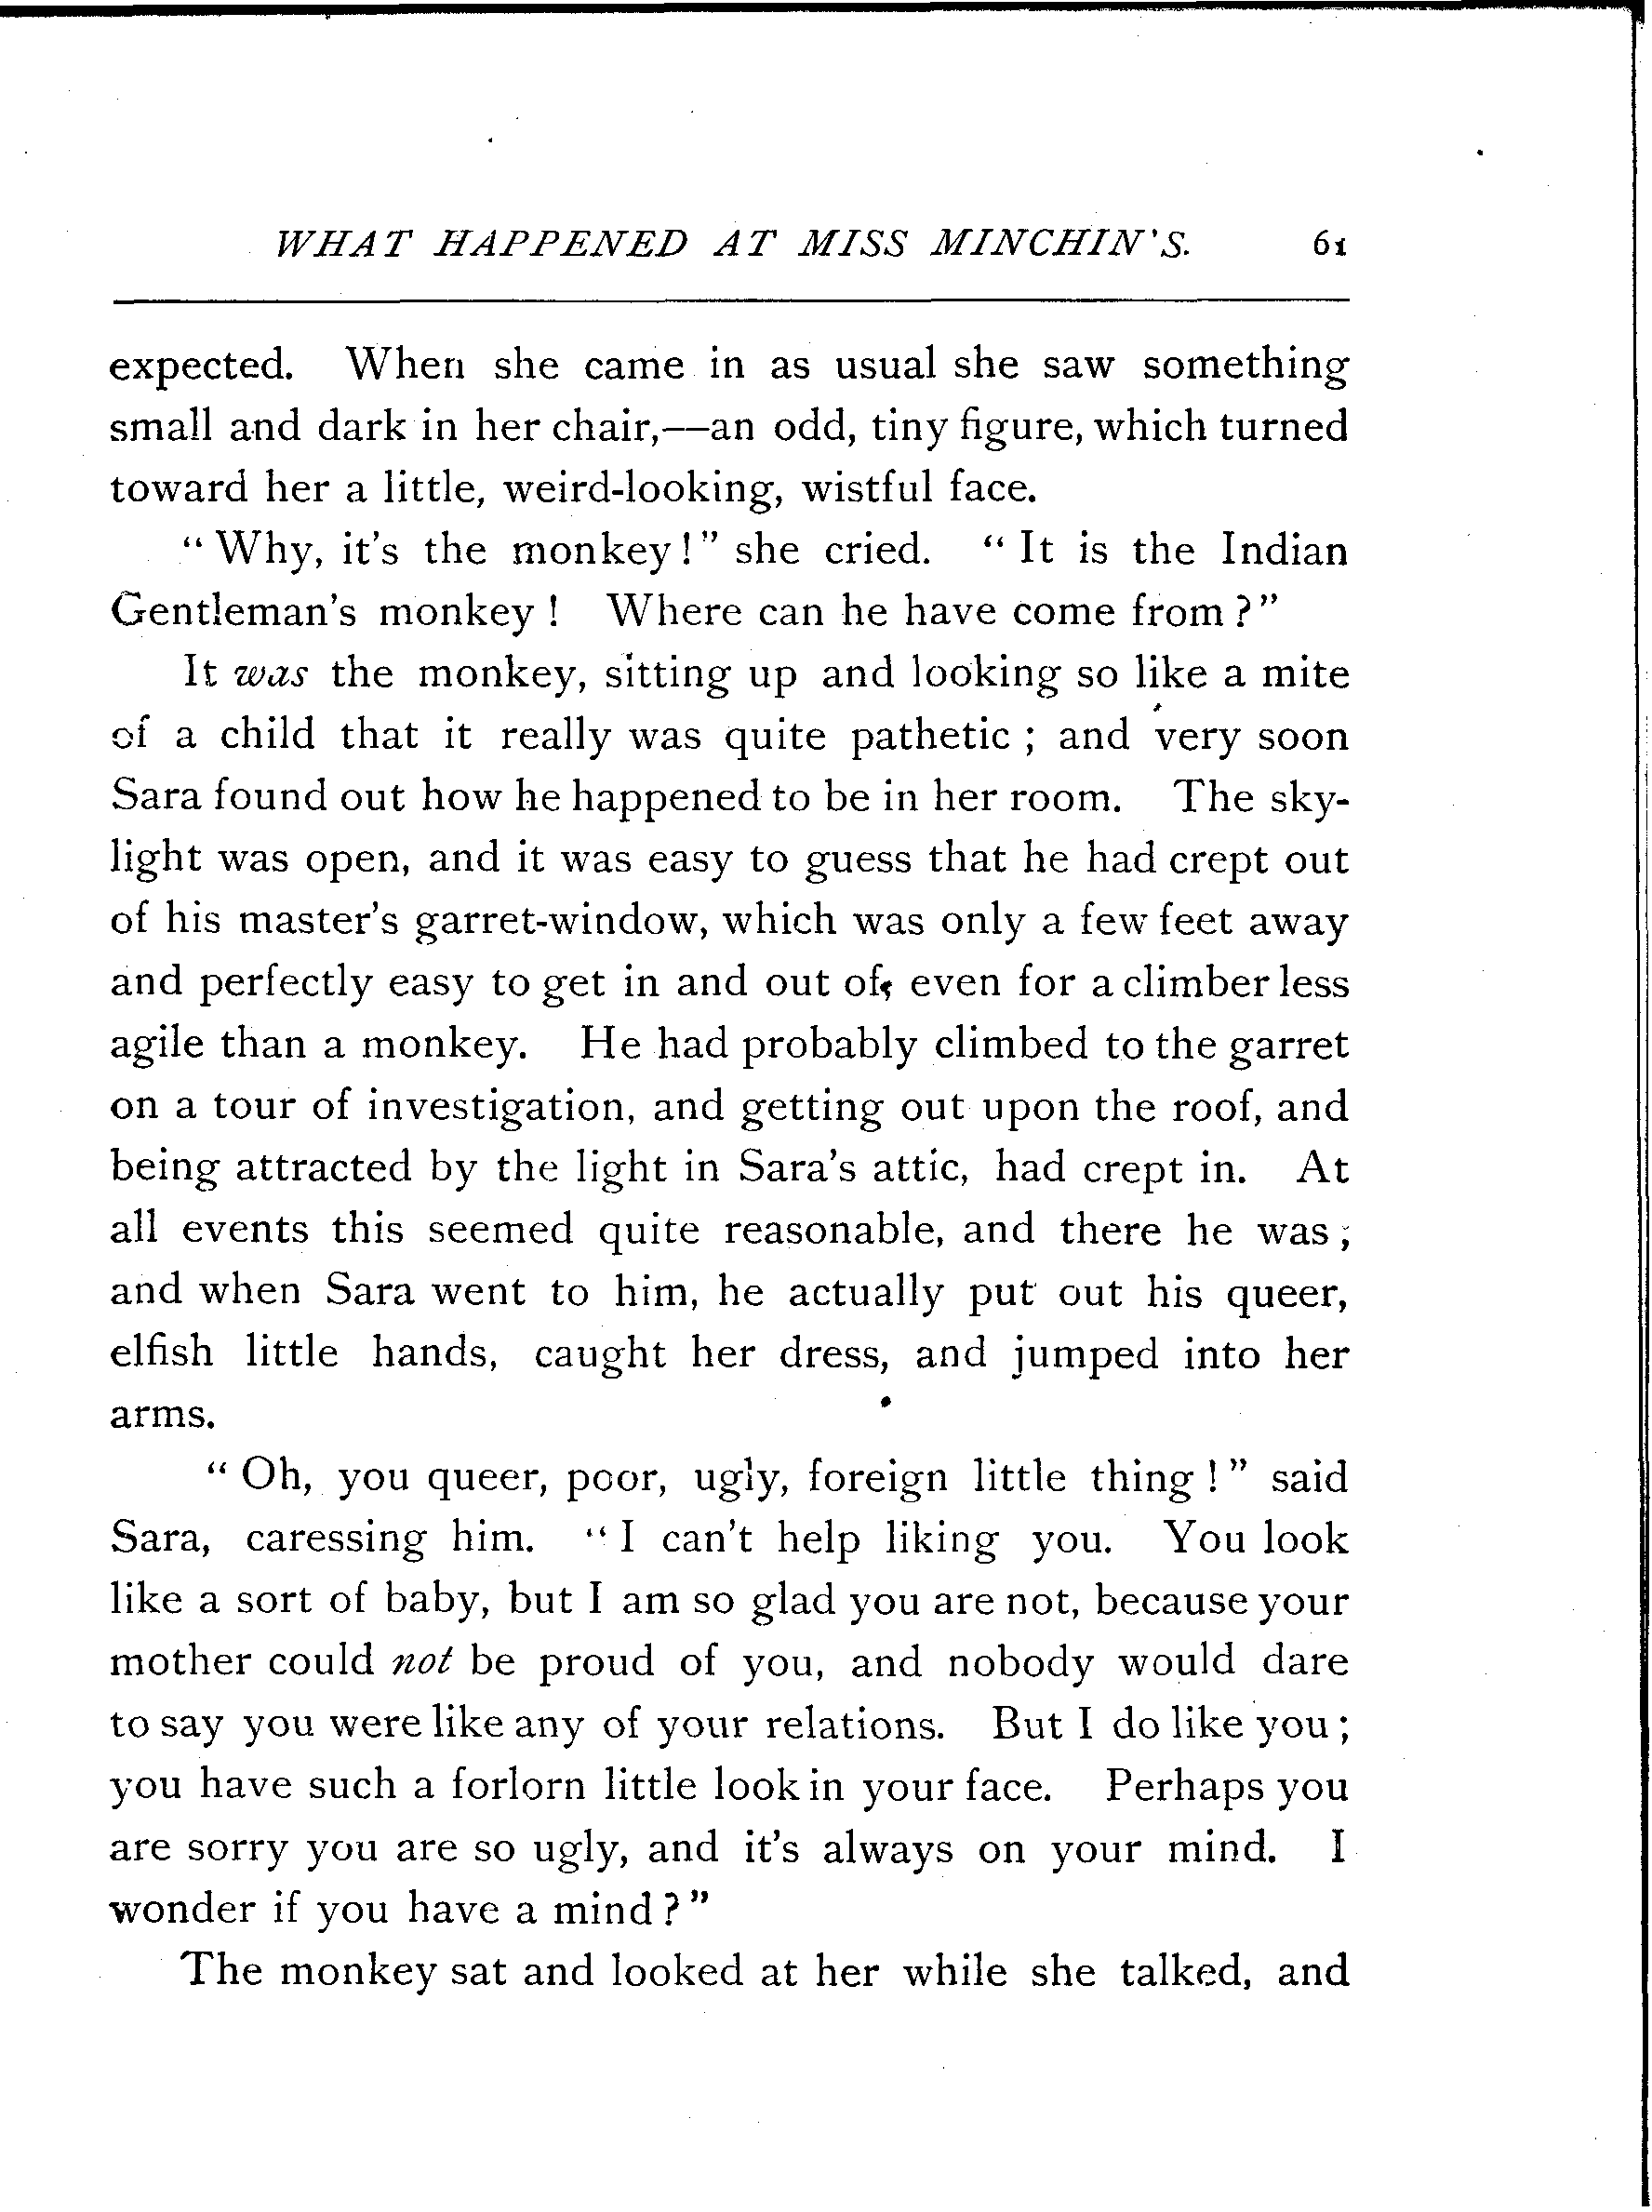 WHAT HAPPENED AT MISS MINCHIN'S. 61
expected. When she came in as usual she saw something
small and dark in her chair,—an odd, tiny figure, which turned
toward her a little, weird-looking, wistful face.
"Why, it's the monkey!" she cried. "It is the Indian
Gentleman's monkey! Where can he have come from?"
It was the monkey, sitting up and looking so like a mite
of a child that it really was quite pathetic; and very soon
Sara found out how he happened to be in her room. The sky-
light was open, and it was easy to guess that he had crept out
of his master's garret-window, which was only a few feet away
and perfectly easy to get in and out of, even for a climber less
agile than a monkey. He had probably climbed to the garret
on a tour of investigation, and getting out upon the roof, and
being attracted by the light in Sara's attic, had crept in. At
all events this seemed quite reasonable, and there he was;
and when Sara went to him, he actually put out his queer,
elfish little hands, caught her dress, and jumped into her
arms.
"Oh, you queer, poor, ugly, foreign little thing!" said
Sara, caressing him. "I can't help liking you. You look
like a sort of baby, but I am so glad you are not, because your
mother could not be proud of you, and nobody would dare
to say you were like any of your relations. But I do like you;
you have such a forlorn little look in your face. Perhaps you
are sorry you are so ugly, and it's always on your mind. I
wonder if you have a mind?"
The monkey sat and looked at her while she talked, and